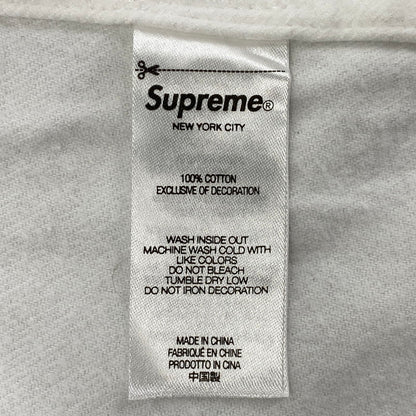 Supreme®
NEW YORK CITY
100% COTTON
EXCLUSIVE OF DECORATION
WASH INSIDE OUT
MACHINE WASH COLD WITH
LIKE COLORS
DO NOT BLEACH
TUMBLE DRY LOW
DO NOT IRON DECORATION
MADE IN CHINA
FABRIQUÉ EN CHINE
PRODOTTO IN CINA
中国製